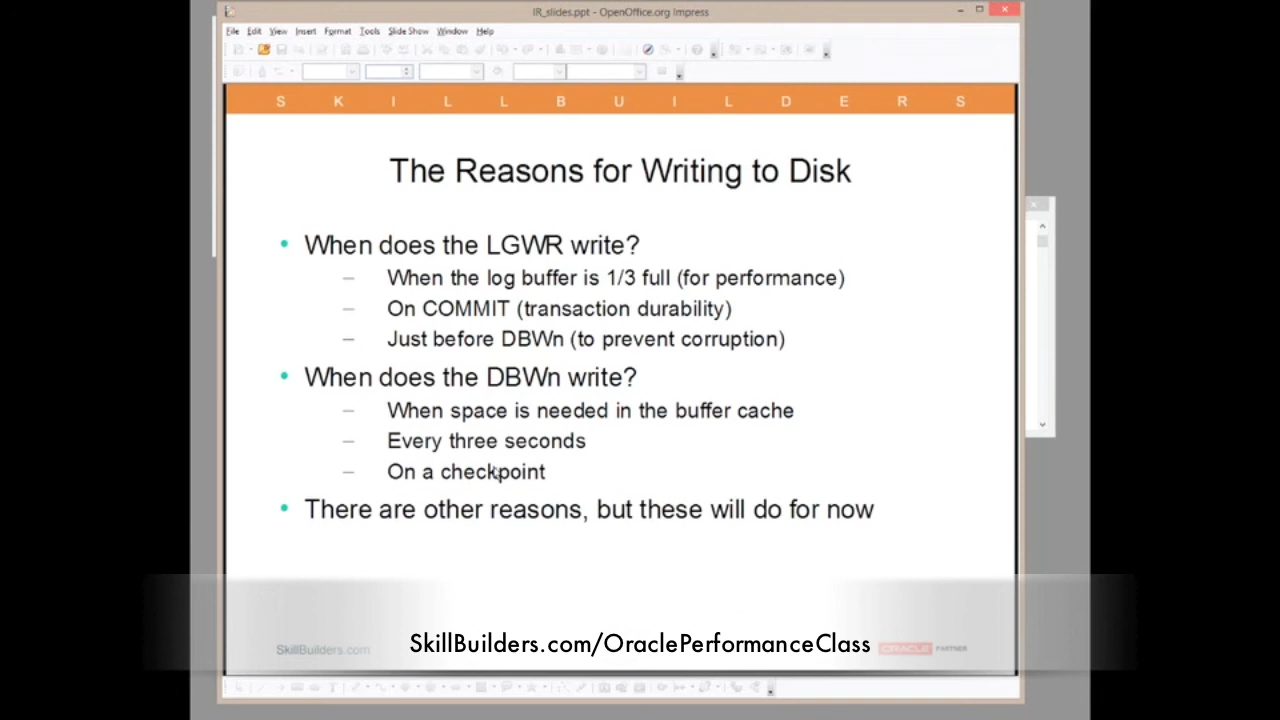 IR_slides.ppt - OpenOffice.org Impress
File Edit View Insert Format Tools Slide Show Window Help
S K I L L B U I L D E R S
The Reasons for Writing to Disk
• When does the LGWR write?
– When the log buffer is 1/3 full (for performance)
– On COMMIT (transaction durability)
– Just before DBWn (to prevent corruption)
• When does the DBWn write?
– When space is needed in the buffer cache
– Every three seconds
– On a checkpoint
• There are other reasons, but these will do for now
SkillBuilders.com
SkillBuilders.com/OraclePerformanceClass
ORACLE PARTNER